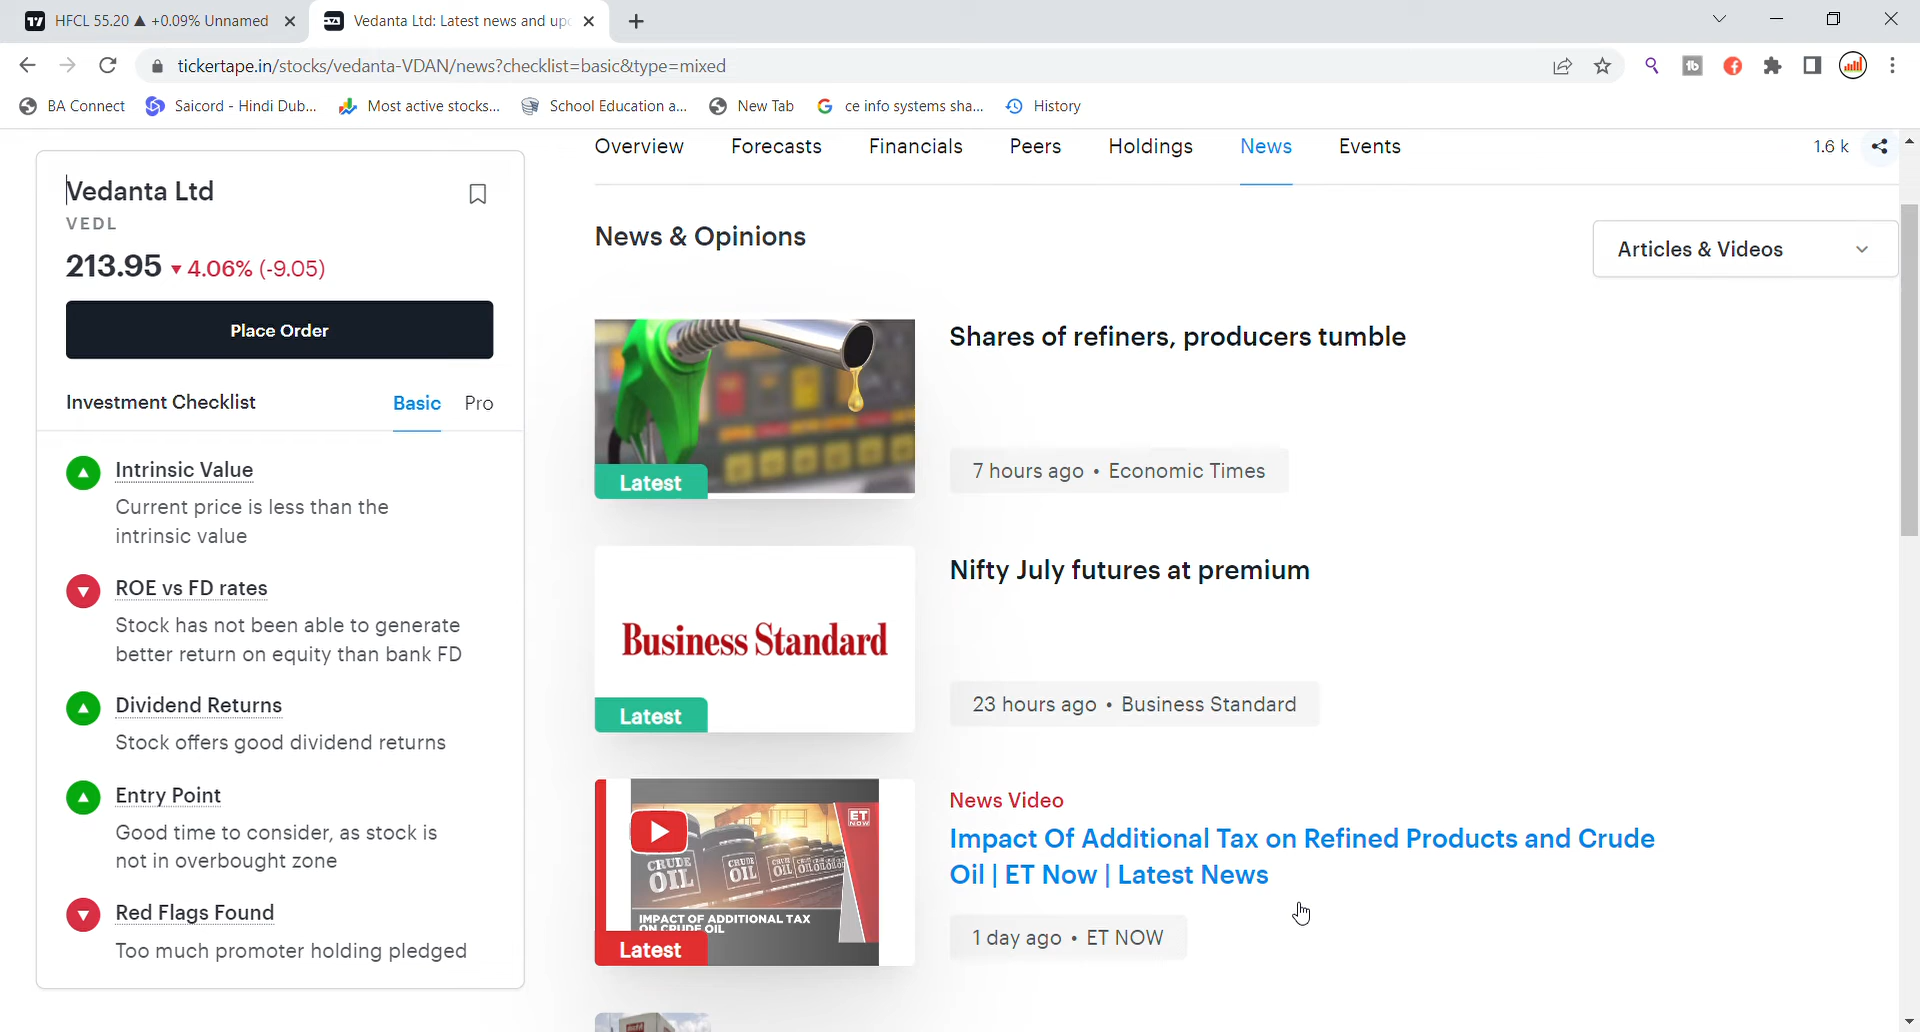 HFCL 55.20 ▲ +0.09% Unnamed
Vedanta Ltd: Latest news and up
tickertape.in/stocks/vedanta-VDAN/news?checklist=basic&type=mixed
BA Connect
Saicord - Hindi Dub...
Most active stocks...
School Education a...
New Tab
ce info systems sha...
History
Overview
Forecasts
Financials
Peers
Holdings
News
Events
1.6 k
Vedanta Ltd
VEDL
213.95 ▼ 4.06% (-9.05)
Place Order
Investment Checklist
Basic
Pro
Intrinsic Value
Current price is less than the
intrinsic value
ROE vs FD rates
Stock has not been able to generate
better return on equity than bank FD
Dividend Returns
Stock offers good dividend returns
Entry Point
Good time to consider, as stock is
not in overbought zone
Red Flags Found
Too much promoter holding pledged
News & Opinions
Articles & Videos
Latest
Shares of refiners, producers tumble
7 hours ago • Economic Times
Business Standard
Latest
Nifty July futures at premium
23 hours ago • Business Standard
ET
NOW
CRUDE
OIL
CRUDE
OIL
CRUDE
OIL
IMPACT OF ADDITIONAL TAX
ON CRUDE OIL
Latest
News Video
Impact Of Additional Tax on Refined Products and Crude
Oil | ET Now | Latest News
1 day ago • ET NOW